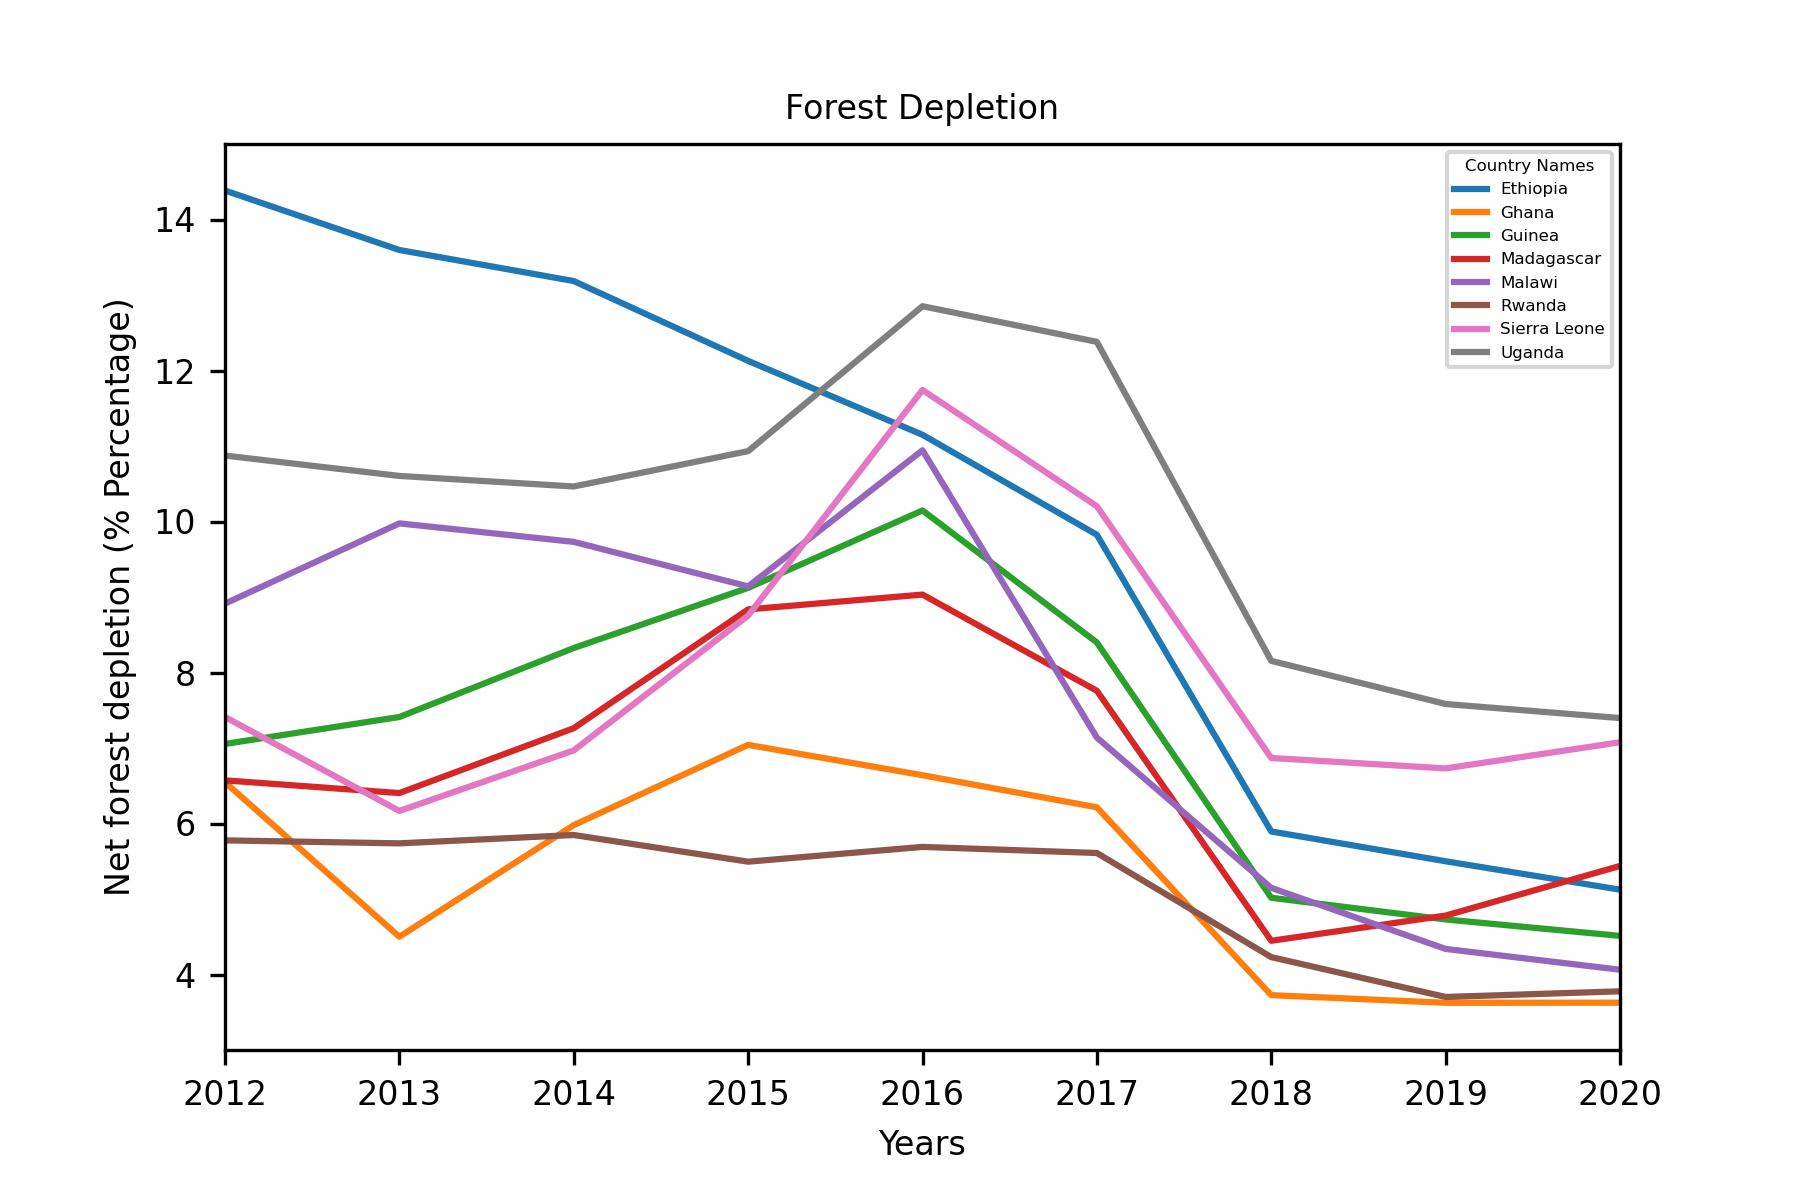 Forest Depletion
Net forest depletion (% Percentage)
14
12
10
8
6
4
Country Names
Ethiopia
Ghana
Guinea
Madagascar
Malawi
Rwanda
Sierra Leone
Uganda
2012 2013 2014 2015 2016 2017 2018 2019 2020
Years